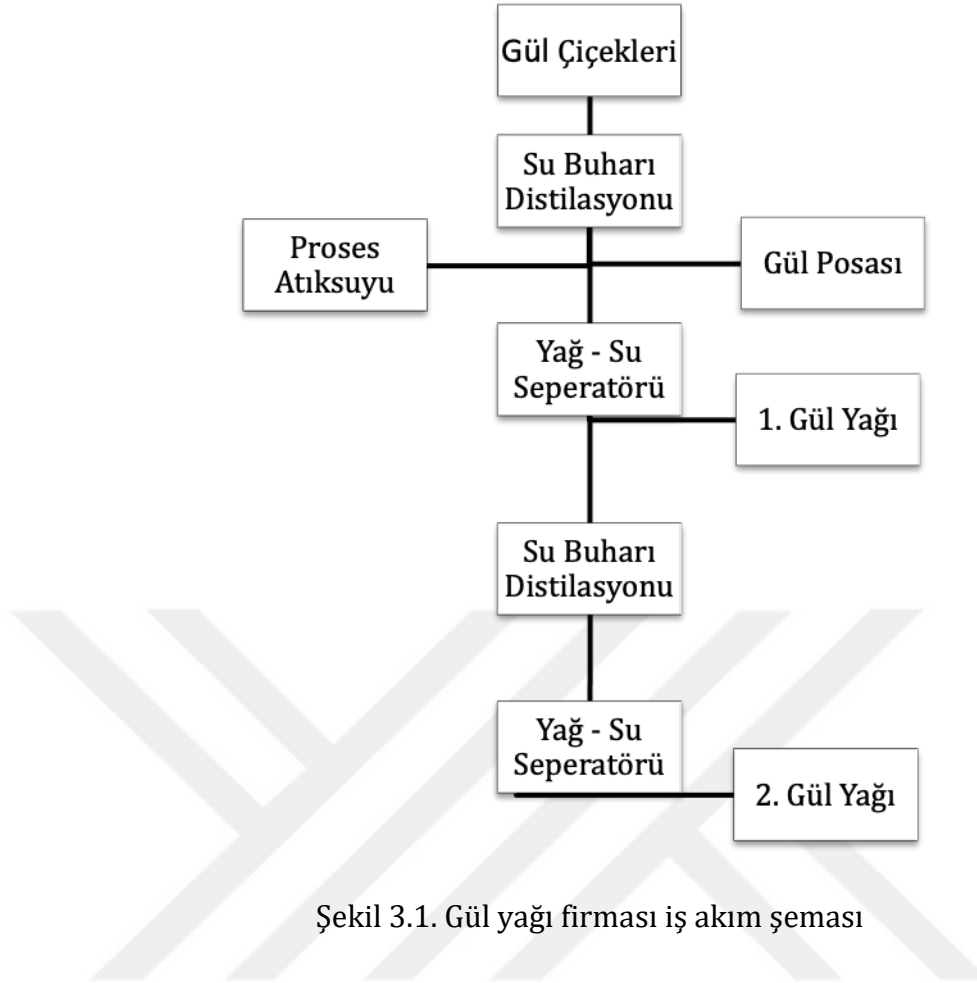 Gül Çiçekleri
Su Buharı
Distilasyonu
Proses
Atıksuyu
Gül Posası
Yağ - Su
Seperatörü
1. Gül Yağı
Su Buharı
Distilasyonu
Yağ - Su
Seperatörü
2. Gül Yağı
Şekil 3.1. Gül yağı firması iş akım şeması